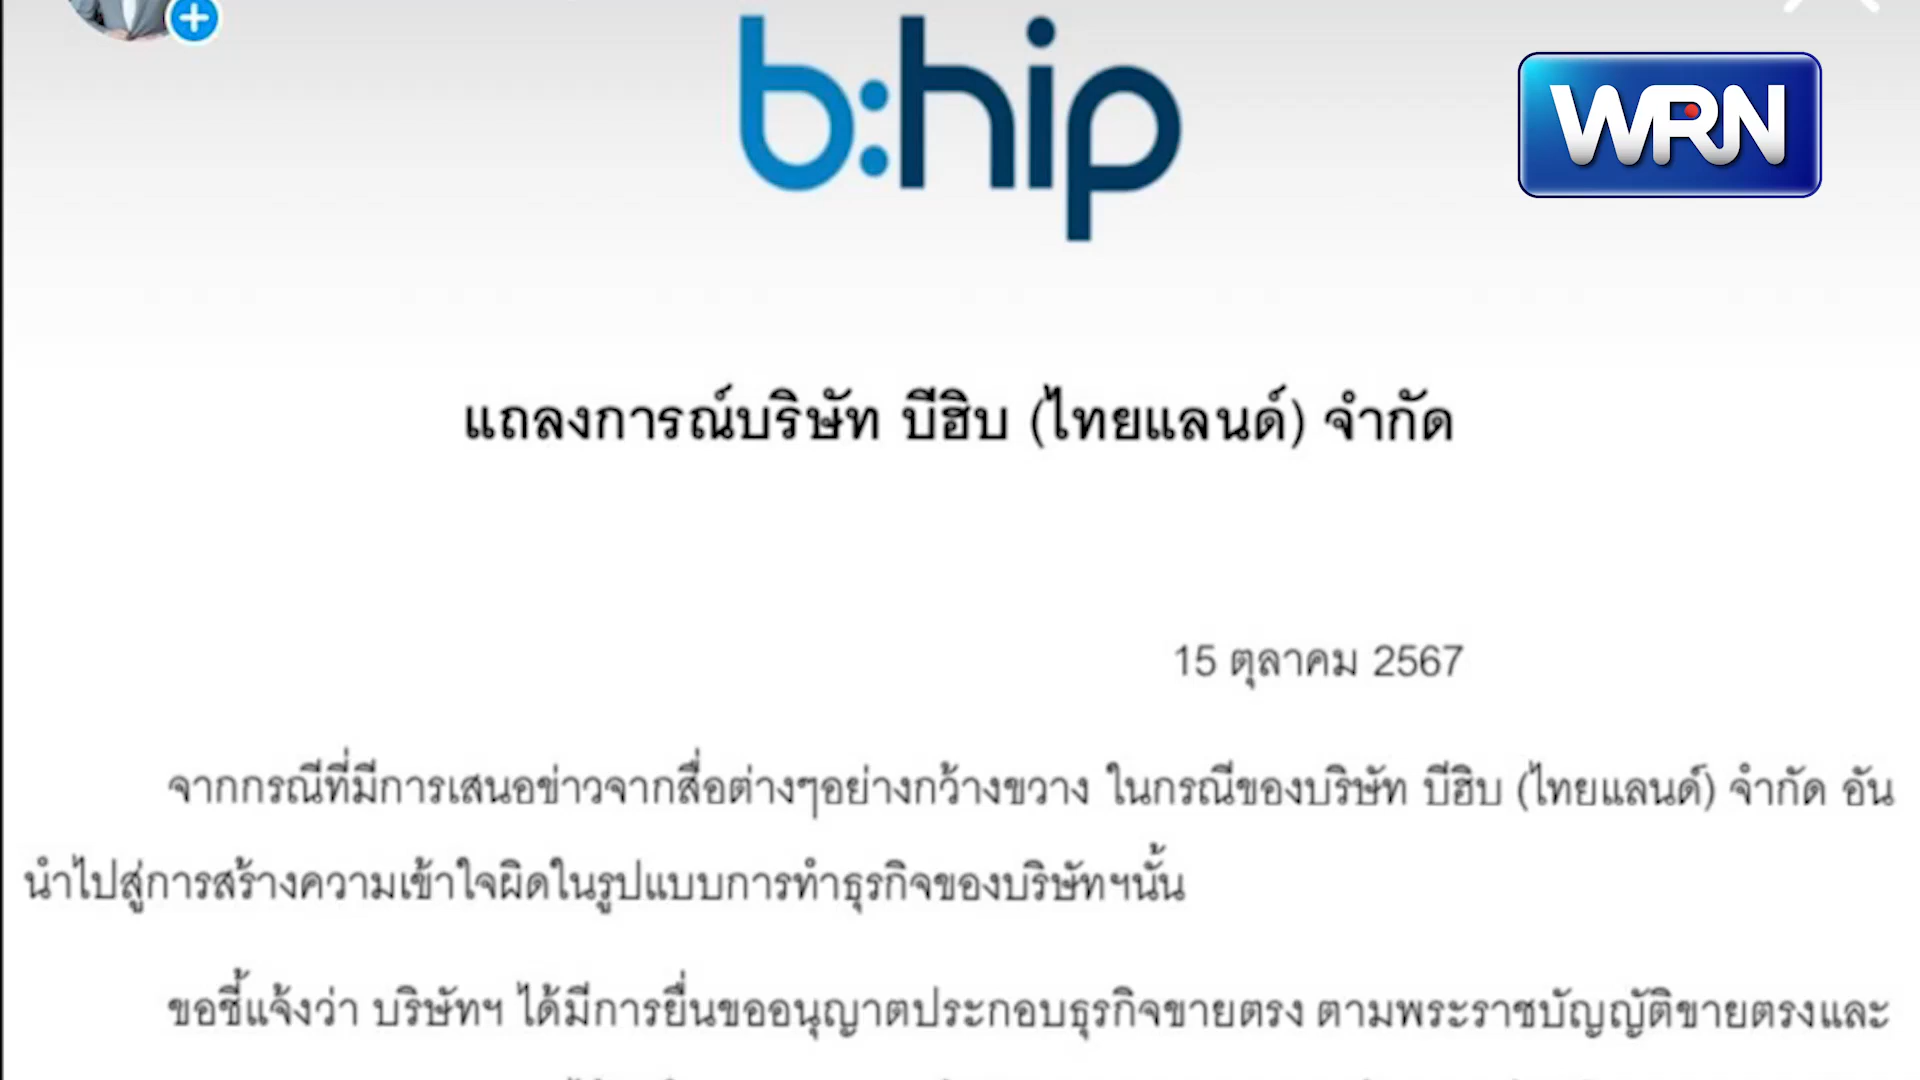 b:hip
WRN
แถลงการณ์บริษัท บีฮิบ (ไทยแลนด์) จำกัด
15 ตุลาคม 2567
จากกรณีที่มีการเสนอข่าวจากสื่อต่างๆอย่างกว้างขวาง ในกรณีของบริษัท บีฮิบ (ไทยแลนด์) จำกัด อัน
นำไปสู่การสร้างความเข้าใจผิดในรูปแบบการทำธุรกิจของบริษัทฯนั้น
ขอชี้แจ้งว่า บริษัทฯ ได้มีการยื่นขออนุญาตประกอบธุรกิจขายตรง ตามพระราชบัญญัติขายตรงและ